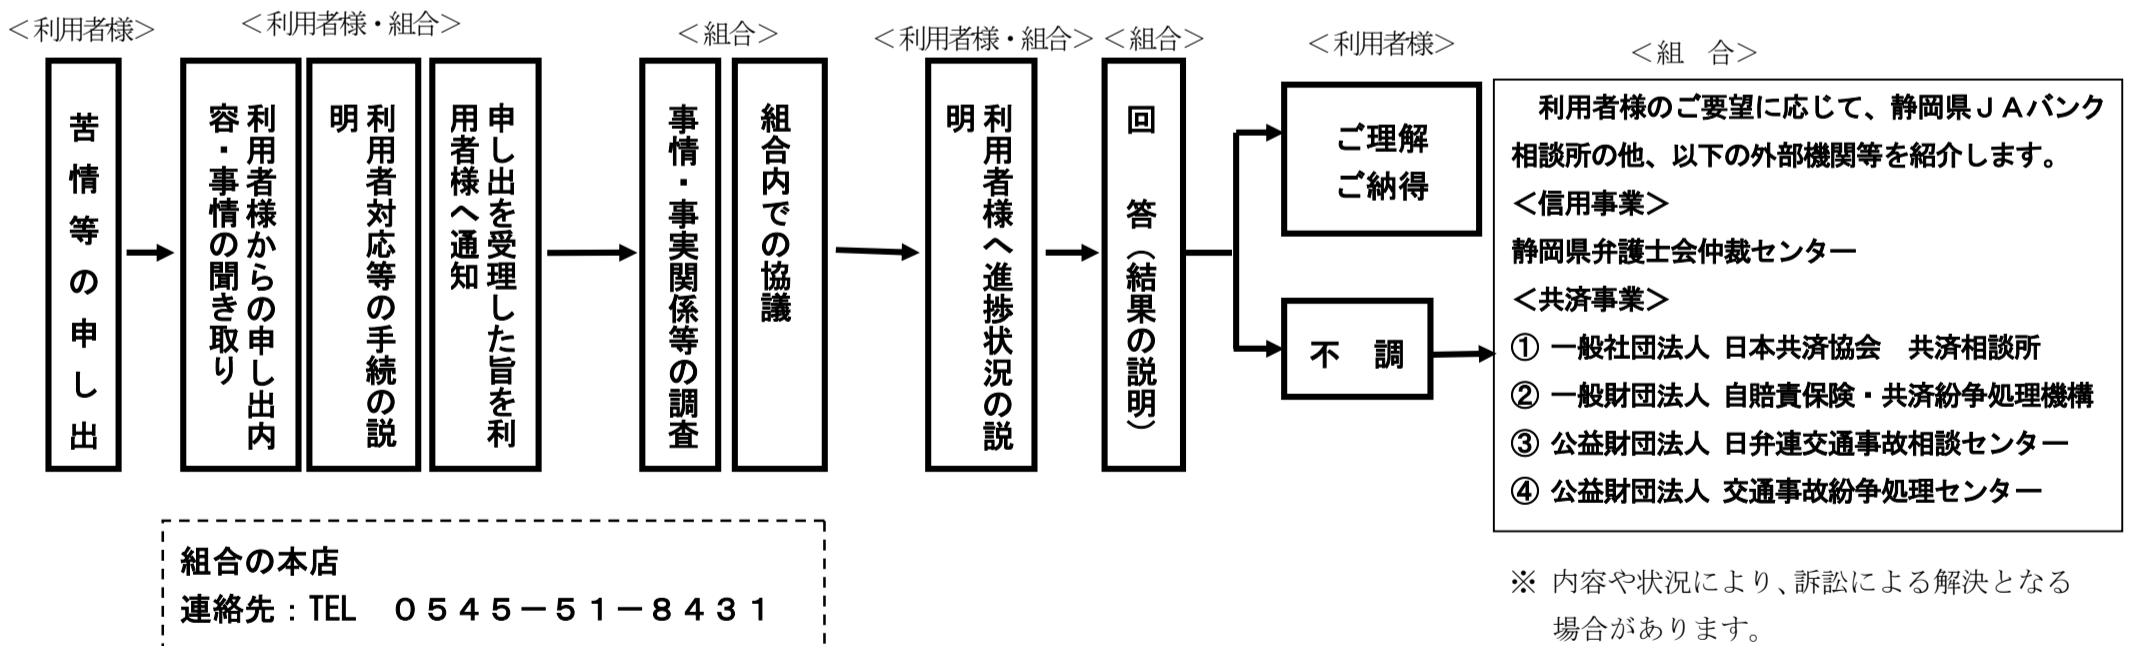 ＜利用者様＞
苦情等の申し出
＜利用者様・組合＞
利用者様からの申し出内
容・事情の聞き取り
利用者対応等の手続の説
明
申し出を受理した旨を利
用者様へ通知
＜組合＞
事情・事実関係等の調査
組合内での協議
＜利用者様・組合＞
利用者様へ進捗状況の説
明
＜組合＞
回　答（結果の説明）
＜利用者様＞
ご理解
ご納得
不　調
＜組　合＞
利用者様のご要望に応じて、静岡県ＪＡバンク
相談所の他、以下の外部機関等を紹介します。
＜信用事業＞
静岡県弁護士会仲裁センター
＜共済事業＞
① 一般社団法人 日本共済協会　共済相談所
② 一般財団法人 自賠責保険・共済紛争処理機構
③ 公益財団法人 日弁連交通事故相談センター
④ 公益財団法人 交通事故紛争処理センター
※ 内容や状況により、訴訟による解決となる
場合があります。
組合の本店
連絡先：TEL　０５４５－５１－８４３１